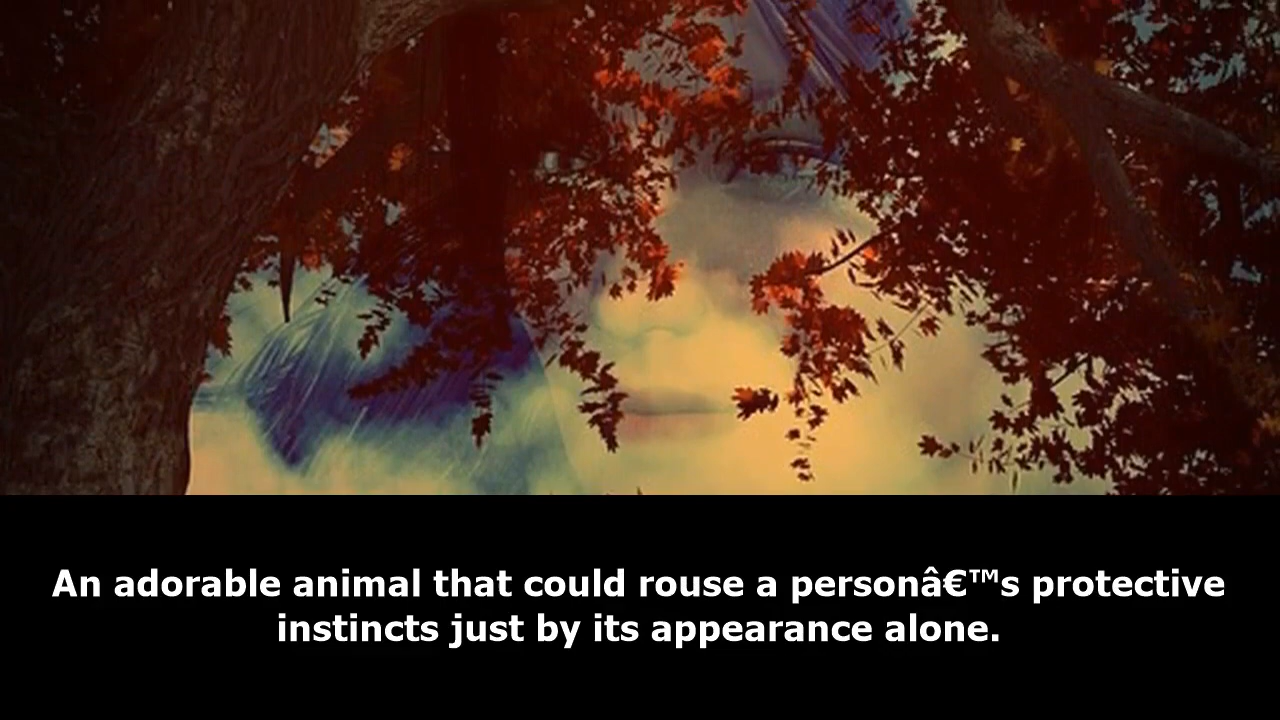 An adorable animal that could rouse a personâ€™s protective
instincts just by its appearance alone.